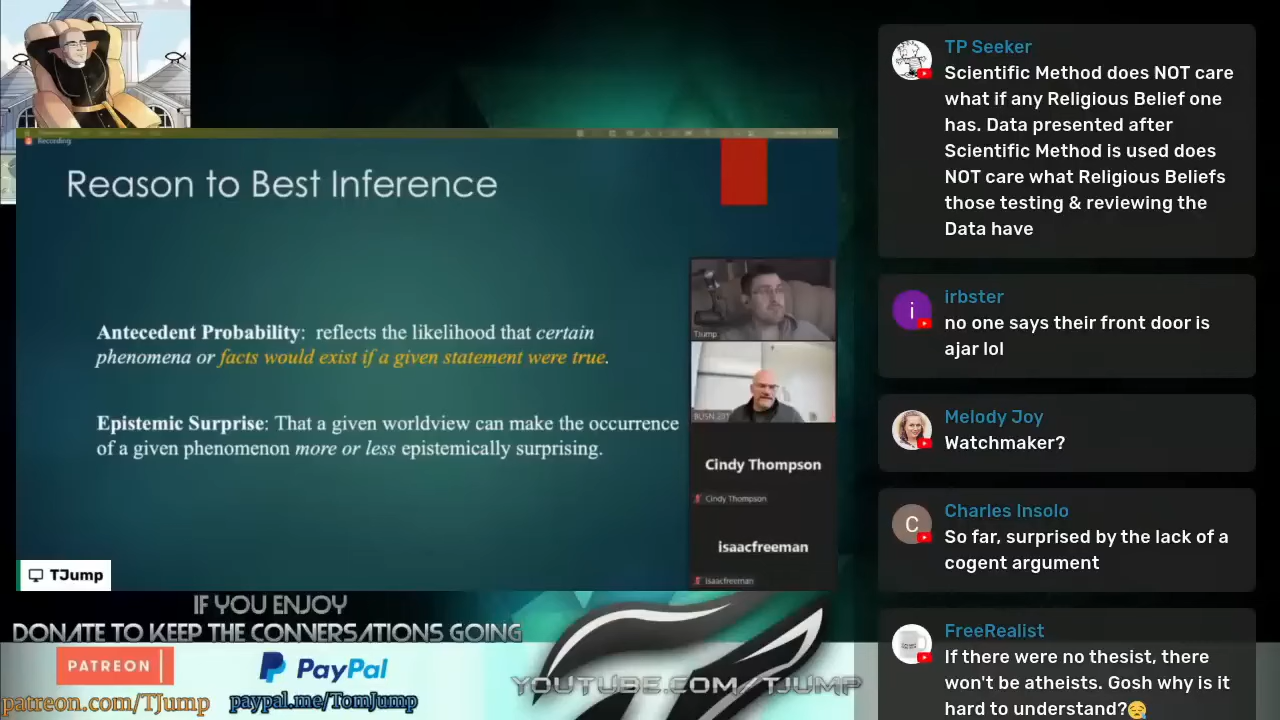 Recording
Reason to Best Inference
Antecedent Probability: reflects the likelihood that certain
phenomena or facts would exist if a given statement were true.
Epistemic Surprise: That a given worldview can make the occurrence
of a given phenomenon more or less epistemically surprising.
TJump
Cindy Thompson
Cindy Thompson
isaacfreeman
isaacfreeman
TJump
IF YOU ENJOY
DONATE TO KEEP THE CONVERSATIONS GOING
PATREON
PayPal
patreon.com/TJump
paypal.me/TomJump
YOUTUBE.COM/TJUMP
TP Seeker
Scientific Method does NOT care
what if any Religious Belief one
has. Data presented after
Scientific Method is used does
NOT care what Religious Beliefs
those testing & reviewing the
Data have
i
irbster
no one says their front door is
ajar lol
Melody Joy
Watchmaker?
C
Charles Insolo
So far, surprised by the lack of a
cogent argument
FreeRealist
If there were no thesist, there
won't be atheists. Gosh why is it
hard to understand?😔